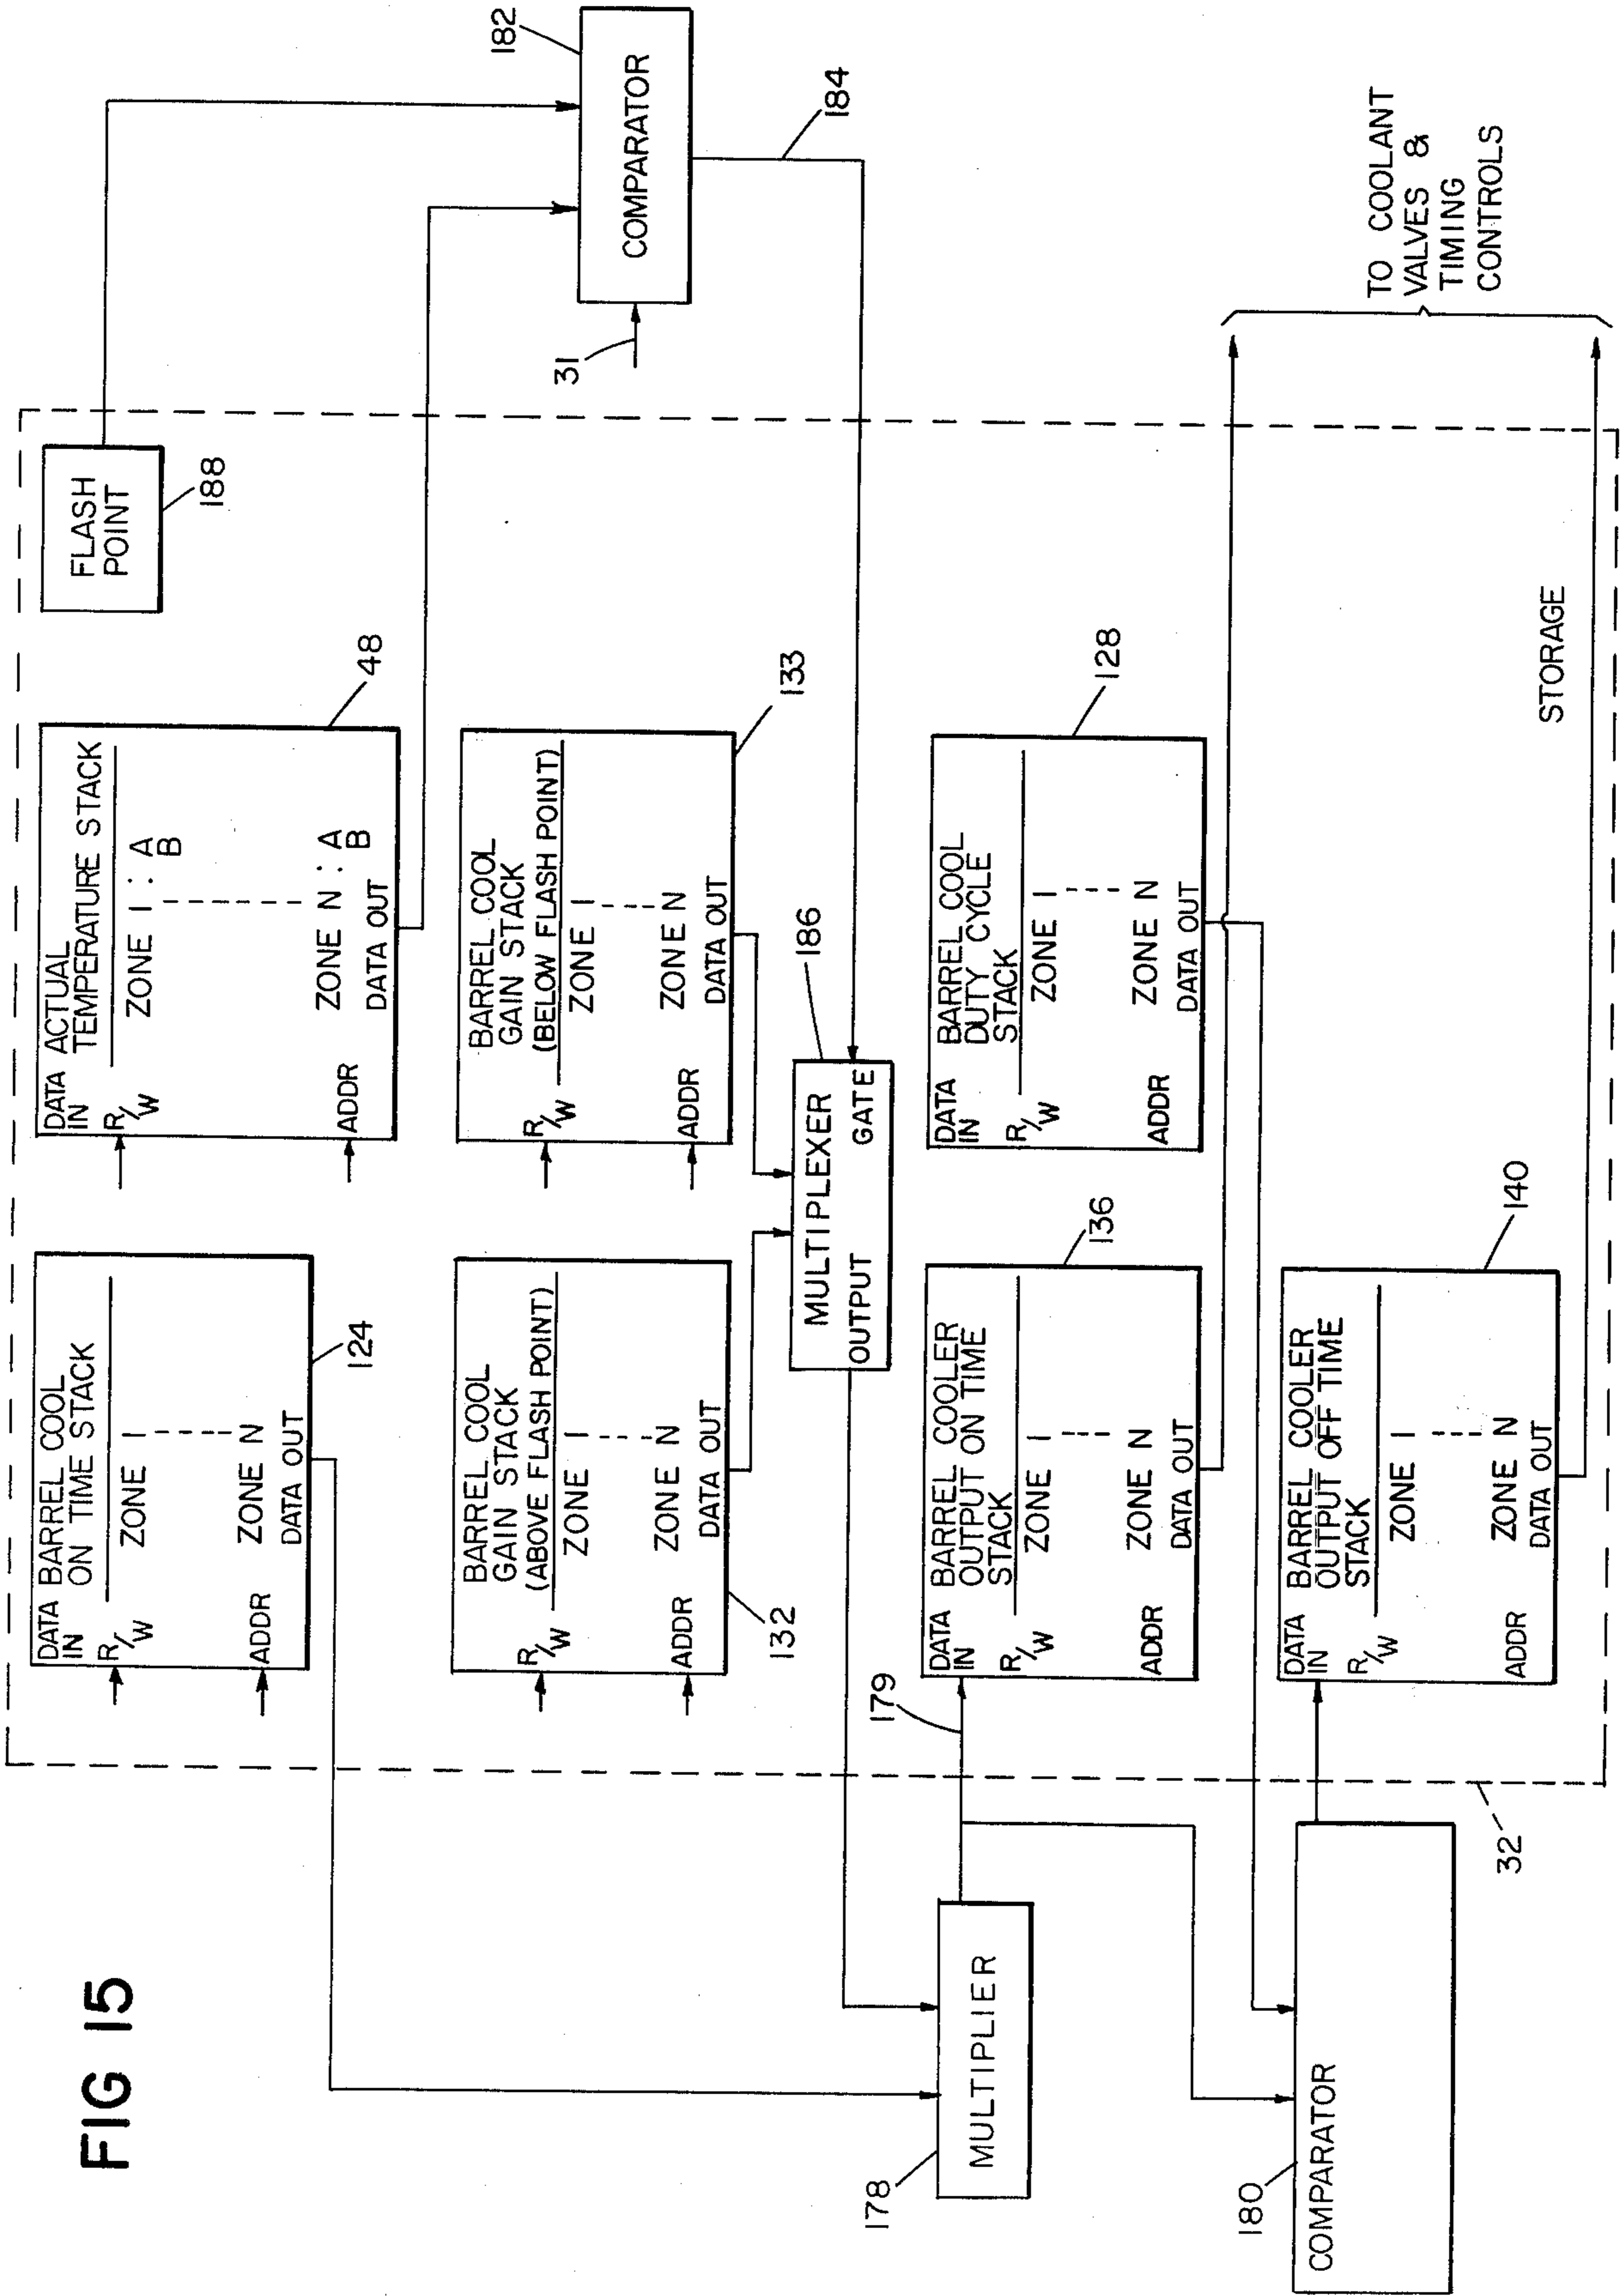 FIG 15
DATA IN
BARREL COOL
ON TIME STACK
R/W
ZONE 1
ZONE N
ADDR
DATA OUT
124
DATA IN
ACTUAL
TEMPERATURE STACK
R/W
ZONE 1 : A
B
ZONE N : A
B
ADDR
DATA OUT
48
FLASH
POINT
188
BARREL COOL
GAIN STACK
(ABOVE FLASH POINT)
R/W
ZONE 1
ZONE N
ADDR
DATA OUT
132
BARREL COOL
GAIN STACK
(BELOW FLASH POINT)
R/W
ZONE 1
ZONE N
ADDR
DATA OUT
133
182
COMPARATOR
31
184
MULTIPLEXER
OUTPUT
GATE
186
178
MULTIPLIER
179
DATA IN
BARREL COOLER
OUTPUT ON TIME
STACK
R/W
ZONE 1
ZONE N
ADDR
DATA OUT
136
DATA IN
BARREL COOL
DUTY CYCLE
STACK
R/W
ZONE 1
ZONE N
ADDR
DATA OUT
128
TO COOLANT
VALVES &
TIMING
CONTROLS
180
COMPARATOR
32
DATA IN
BARREL COOLER
OUTPUT OFF TIME
STACK
R/W
ZONE 1
ZONE N
ADDR
DATA OUT
140
STORAGE